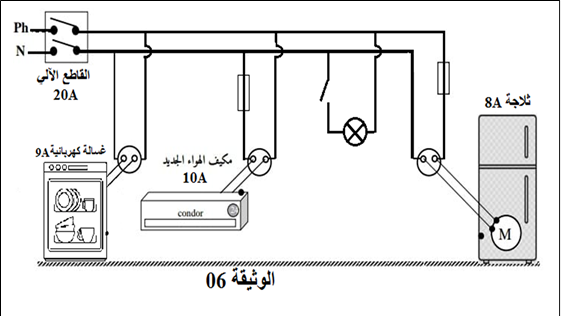 Ph
N
القاطع الآلي
20A
ثلاجة 8A
غسالة كهربائية 9A
مكيف الهواء الجديد
10A
condor
M
الوثيقة 06